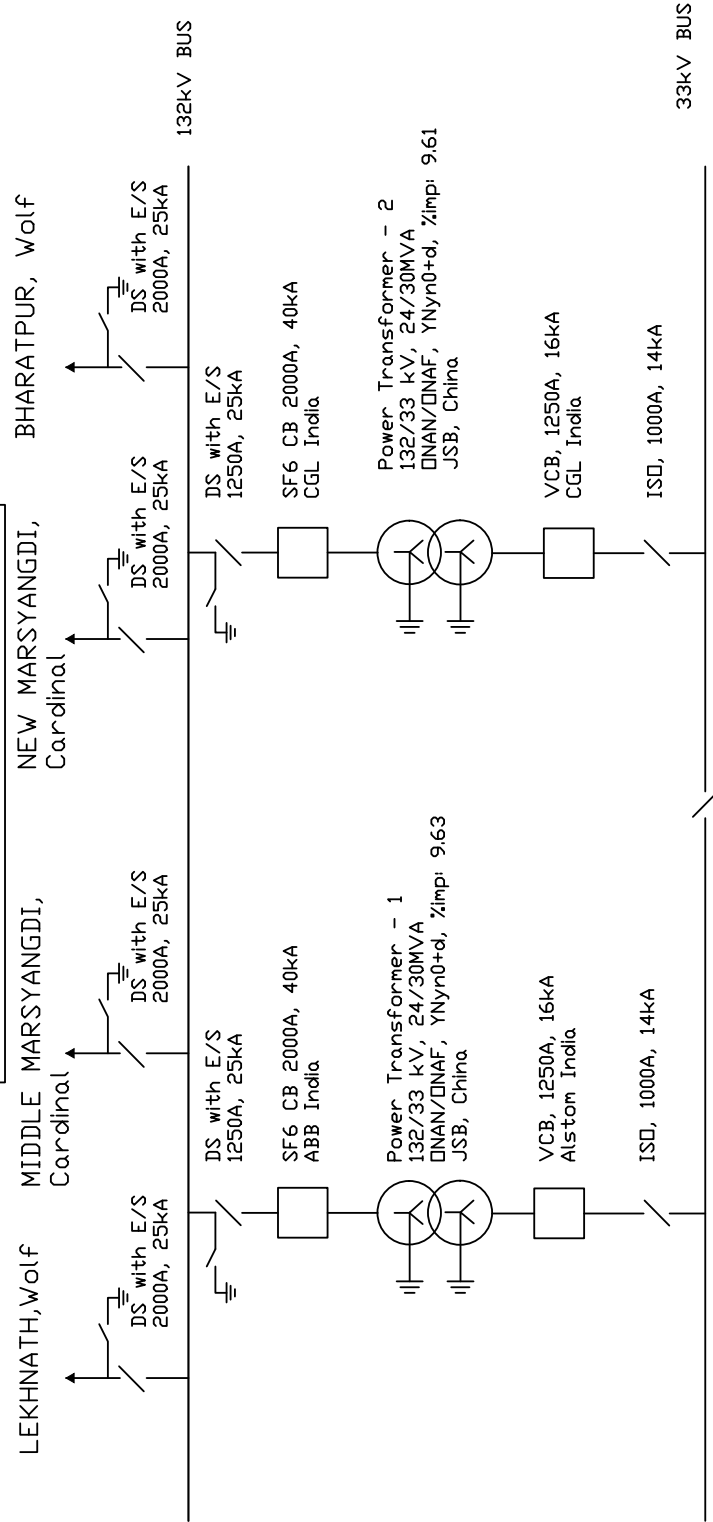 LEKHNATH,Wolf
DS with E/S
2000A, 25kA
MIDDLE MARSYANGDI,
Cardinal
DS with E/S
2000A, 25kA
NEW MARSYANGDI,
Cardinal
DS with E/S
2000A, 25kA
BHARATPUR, Wolf
DS with E/S
2000A, 25kA
132kV BUS
DS with E/S
1250A, 25kA
SF6 CB 2000A, 40kA
ABB India
Power Transformer - 1
132/33 kV, 24/30MVA
ONAN/ONAF, YNyn0+d, %imp: 9.63
JSB, China
VCB, 1250A, 16kA
Alstom India
ISO, 1000A, 14kA
DS with E/S
1250A, 25kA
SF6 CB 2000A, 40kA
CGL India
Power Transformer - 2
132/33 kV, 24/30MVA
ONAN/ONAF, YNyn0+d, %imp: 9.61
JSB, China
VCB, 1250A, 16kA
CGL India
ISO, 1000A, 14kA
33kV BUS